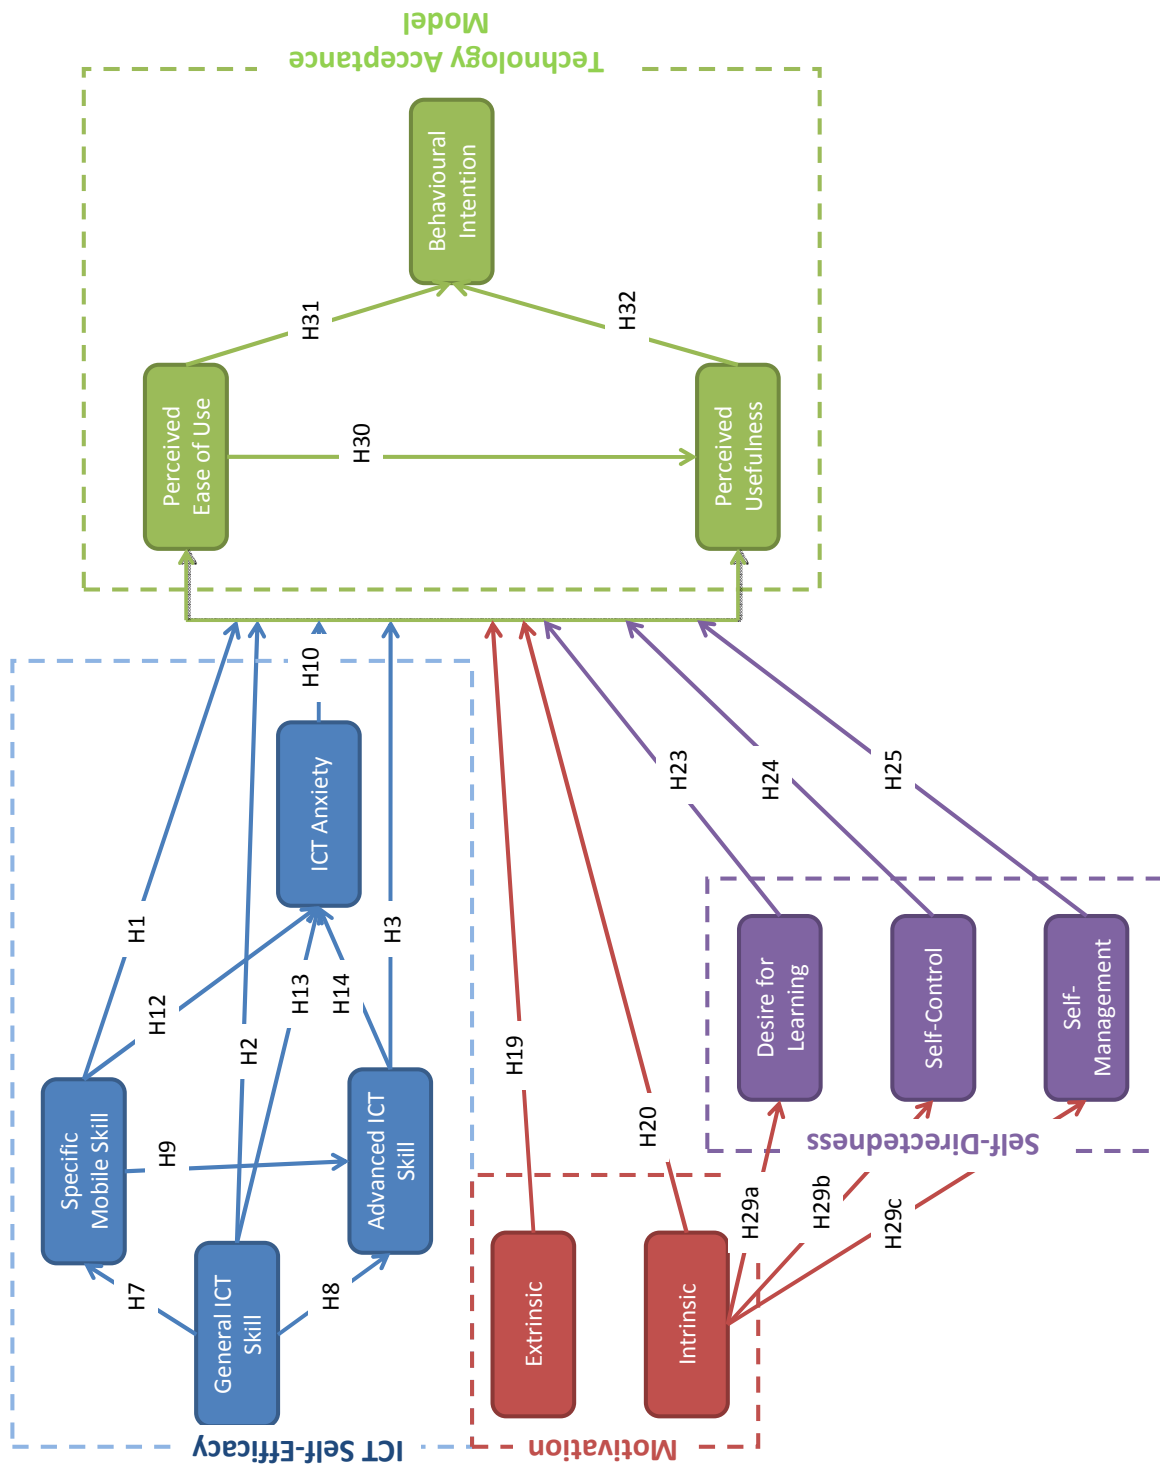 Technology Acceptance
Model
Behavioural
Intention
H31
H32
Perceived
Ease of Use
H30
Perceived
Usefulness
ICT Self-Efficacy
Specific
Mobile Skill
General ICT
Skill
Advanced ICT
Skill
ICT Anxiety
H1
H2
H3
H7
H8
H9
H10
H12
H13
H14
Motivation
Extrinsic
Intrinsic
H19
H20
H29a
H29b
H29c
Self-Directedness
Desire for
Learning
Self-Control
Self-
Management
H23
H24
H25